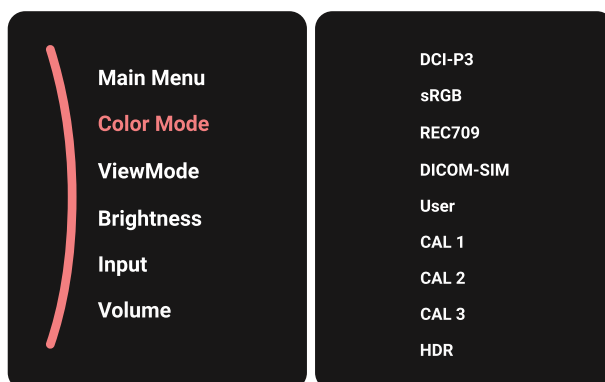 Main Menu
Color Mode
ViewMode
Brightness
Input
Volume
DCI-P3
sRGB
REC709
DICOM-SIM
User
CAL 1
CAL 2
CAL 3
HDR